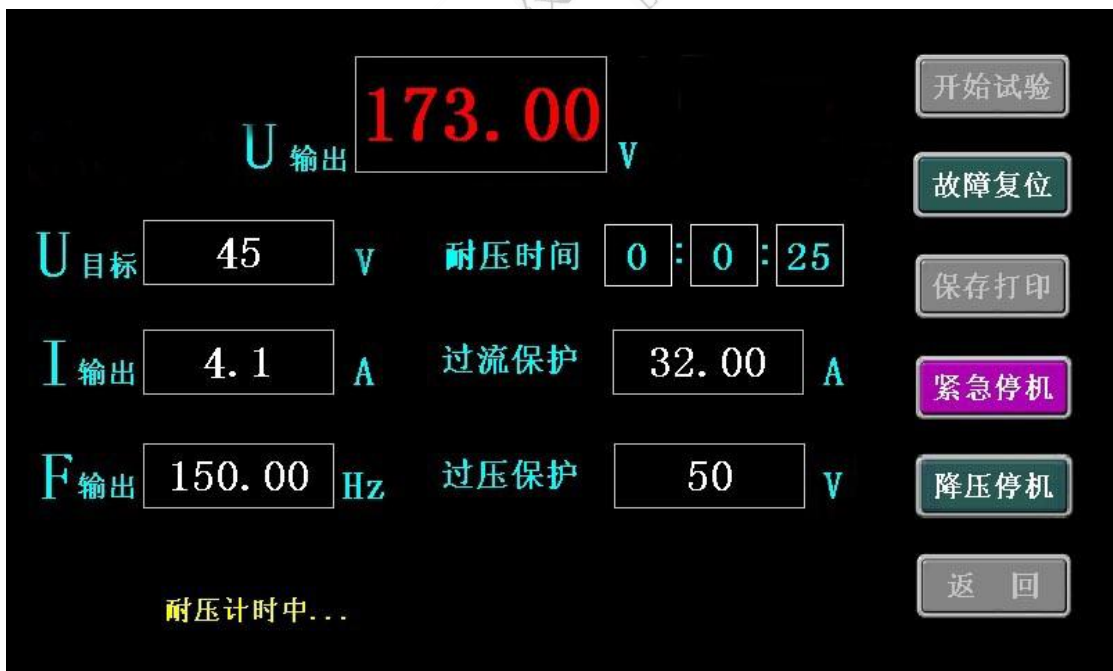 U输出 173.00 V
开始试验
故障复位
U目标 45 V 耐压时间 0:0:25
保存打印
I输出 4.1 A 过流保护 32.00 A
紧急停机
F输出 150.00 Hz 过压保护 50 V
降压停机
返 回
耐压计时中...